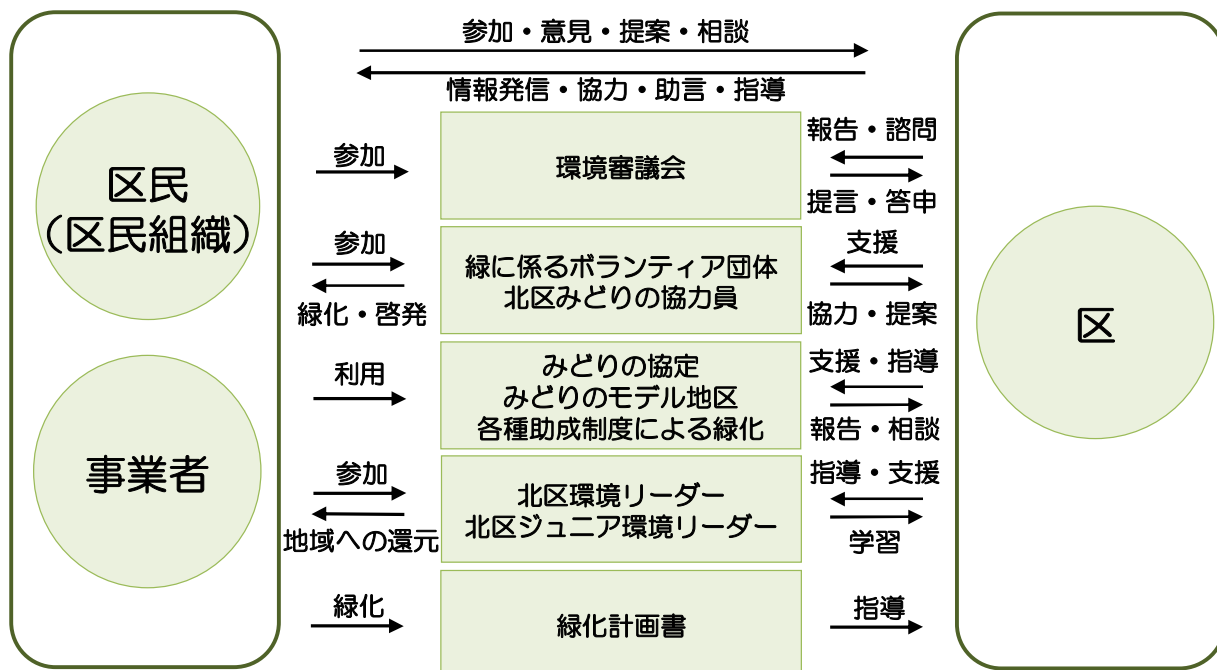 参加・意見・提案・相談
情報発信・協力・助言・指導
区民
（区民組織）
事業者
参加
環境審議会
報告・諮問
提言・答申
参加
緑化・啓発
緑に係るボランティア団体
北区みどりの協力員
支援
協力・提案
利用
みどりの協定
みどりのモデル地区
各種助成制度による緑化
支援・指導
報告・相談
参加
地域への還元
北区環境リーダー
北区ジュニア環境リーダー
指導・支援
学習
緑化
緑化計画書
指導
区